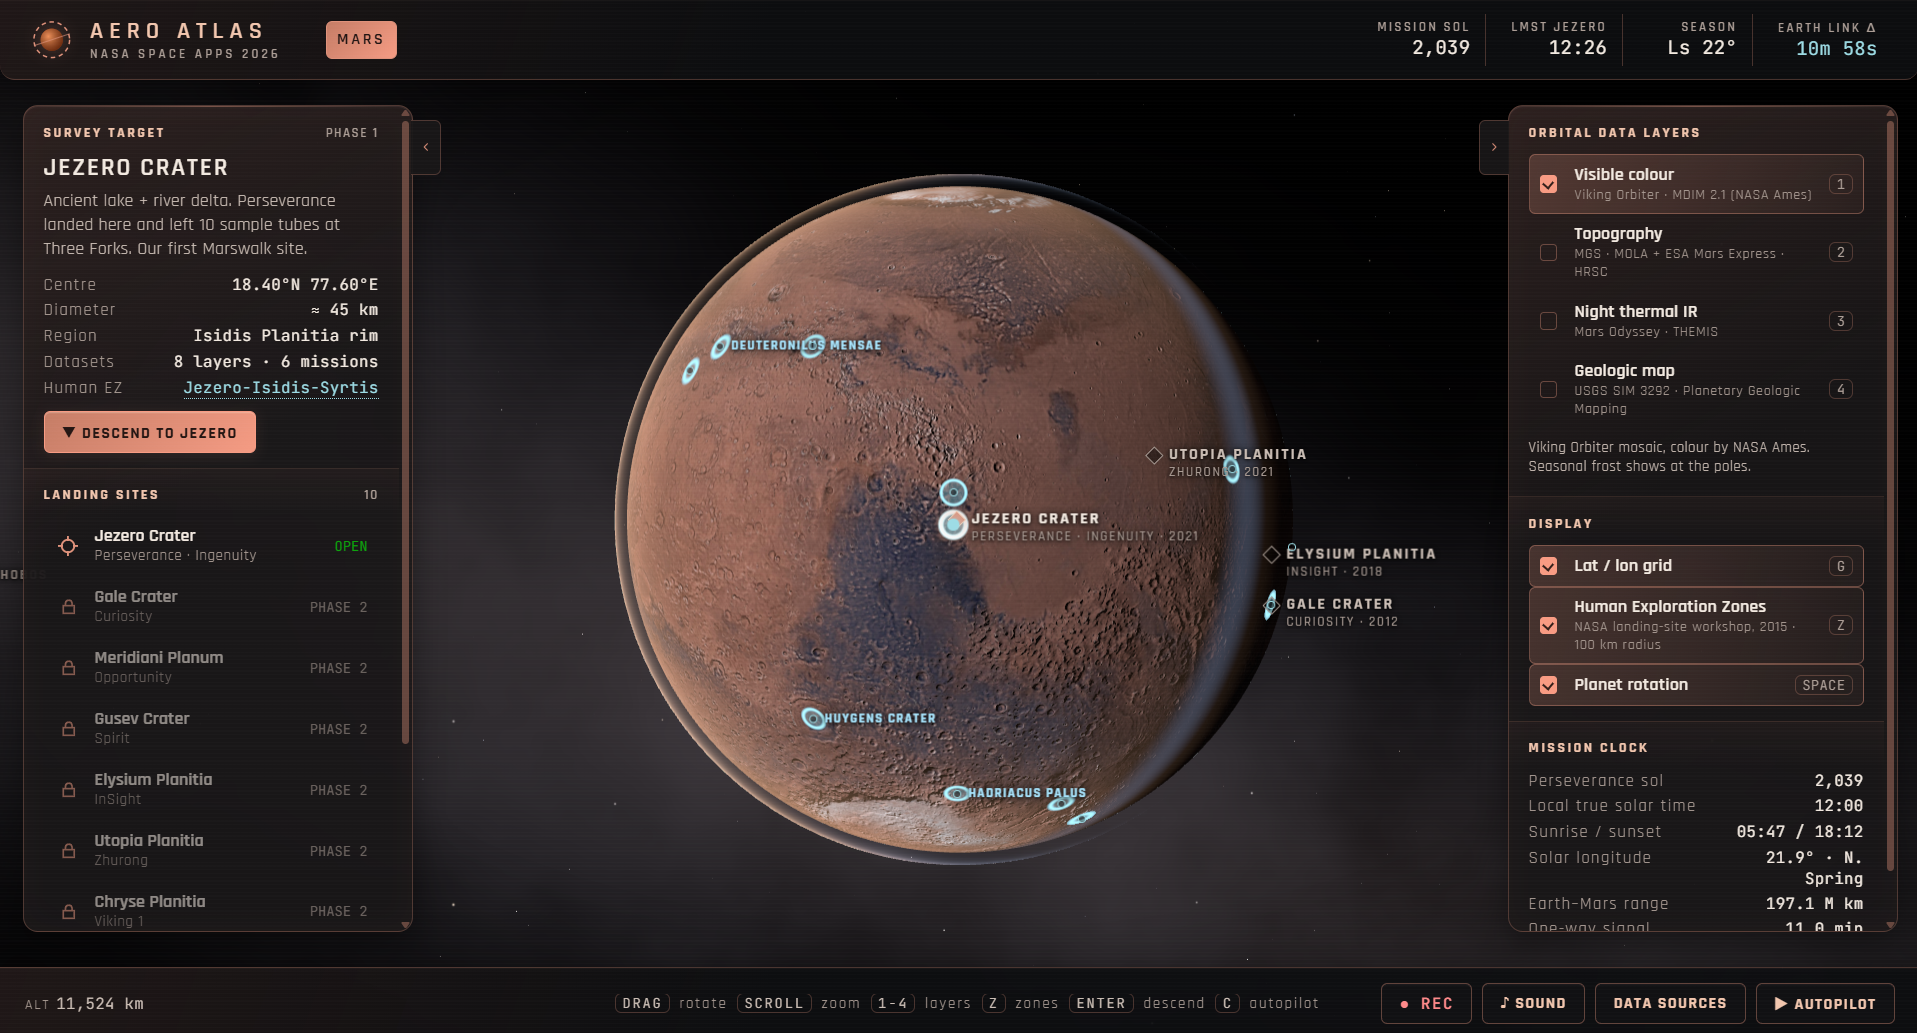 AERO ATLAS
NASA SPACE APPS 2026
MARS
MISSION SOL
2,039
LMST JEZERO
12:26
SEASON
Ls 22°
EARTH LINK Δ
10m 58s
SURVEY TARGET
PHASE 1
JEZERO CRATER
Ancient lake + river delta. Perseverance
landed here and left 10 sample tubes at
Three Forks. Our first Marswalk site.
Centre 18.40°N 77.60°E
Diameter ≈ 45 km
Region Isidis Planitia rim
Datasets 8 layers · 6 missions
Human EZ Jezero-Isidis-Syrtis
▼ DESCEND TO JEZERO
LANDING SITES 10
Jezero Crater
Perseverance · Ingenuity
OPEN
Gale Crater
Curiosity
PHASE 2
Meridiani Planum
Opportunity
PHASE 2
Gusev Crater
Spirit
PHASE 2
Elysium Planitia
InSight
PHASE 2
Utopia Planitia
Zhurong
PHASE 2
Chryse Planitia
Viking 1
PHASE 2
DEUTERONILUS MENSAE
UTOPIA PLANITIA
ZHURONG · 2021
JEZERO CRATER
PERSEVERANCE · INGENUITY · 2021
ELYSIUM PLANITIA
INSIGHT · 2018
GALE CRATER
CURIOSITY · 2012
HUYGENS CRATER
HADRIACUS PALUS
ORBITAL DATA LAYERS
Visible colour
Viking Orbiter · MDIM 2.1 (NASA Ames)
1
Topography
MGS · MOLA + ESA Mars Express ·
HRSC
2
Night thermal IR
Mars Odyssey · THEMIS
3
Geologic map
USGS SIM 3292 · Planetary Geologic
Mapping
4
Viking Orbiter mosaic, colour by NASA Ames.
Seasonal frost shows at the poles.
DISPLAY
Lat / lon grid
G
Human Exploration Zones
NASA landing-site workshop, 2015 ·
100 km radius
Z
Planet rotation
SPACE
MISSION CLOCK
Perseverance sol 2,039
Local true solar time 12:00
Sunrise / sunset 05:47 / 18:12
Solar longitude 21.9° · N.
Spring
Earth–Mars range 197.1 M km
One-way signal 11.0 min
ALT 11,524 km
DRAG rotate SCROLL zoom 1-4 layers Z zones ENTER descend C autopilot
● REC
♪ SOUND
DATA SOURCES
▶ AUTOPILOT